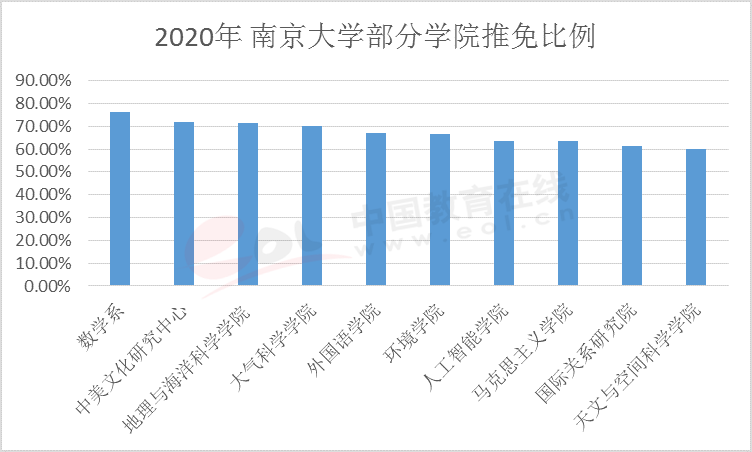 2020年 南京大学部分学院推免比例
90.00%
80.00%
70.00%
60.00%
50.00%
40.00%
30.00%
20.00%
10.00%
0.00%
数学系
中美文化研究中心
地理与海洋科学学院
大气科学学院
外国语学院
环境学院
人工智能学院
马克思主义学院
国际关系研究院
天文与空间科学学院
eol
中国教育在线
www.eol.cn